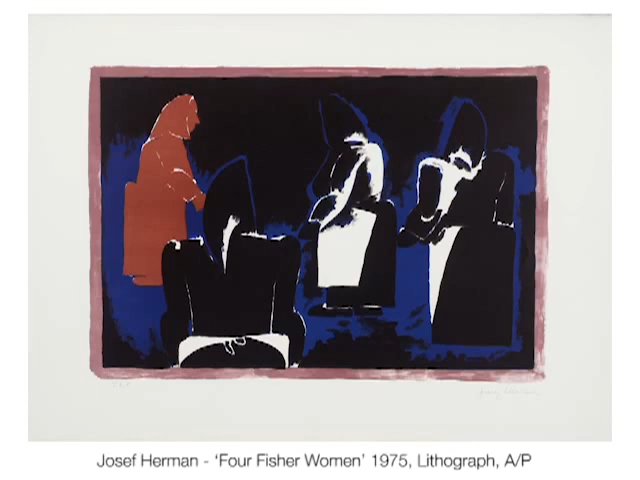 Josef Herman - ‘Four Fisher Women’ 1975, Lithograph, A/P